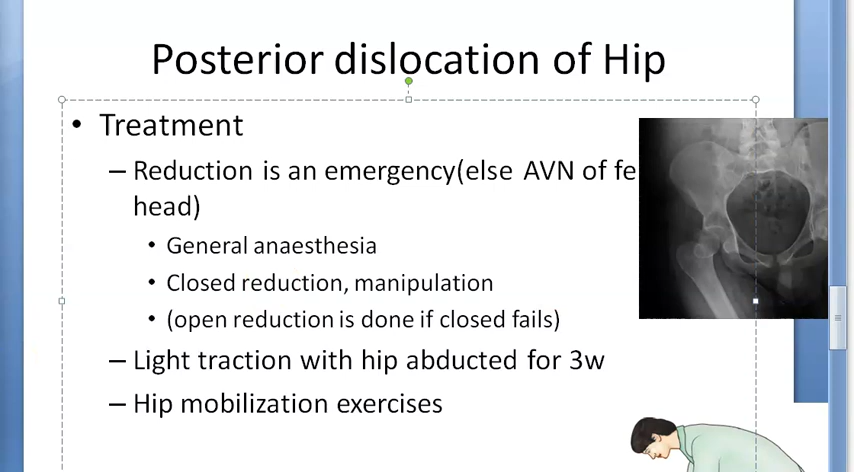 Posterior dislocation of Hip
• Treatment
– Reduction is an emergency(else AVN of fe
head)
• General anaesthesia
• Closed reduction, manipulation
• (open reduction is done if closed fails)
– Light traction with hip abducted for 3w
– Hip mobilization exercises